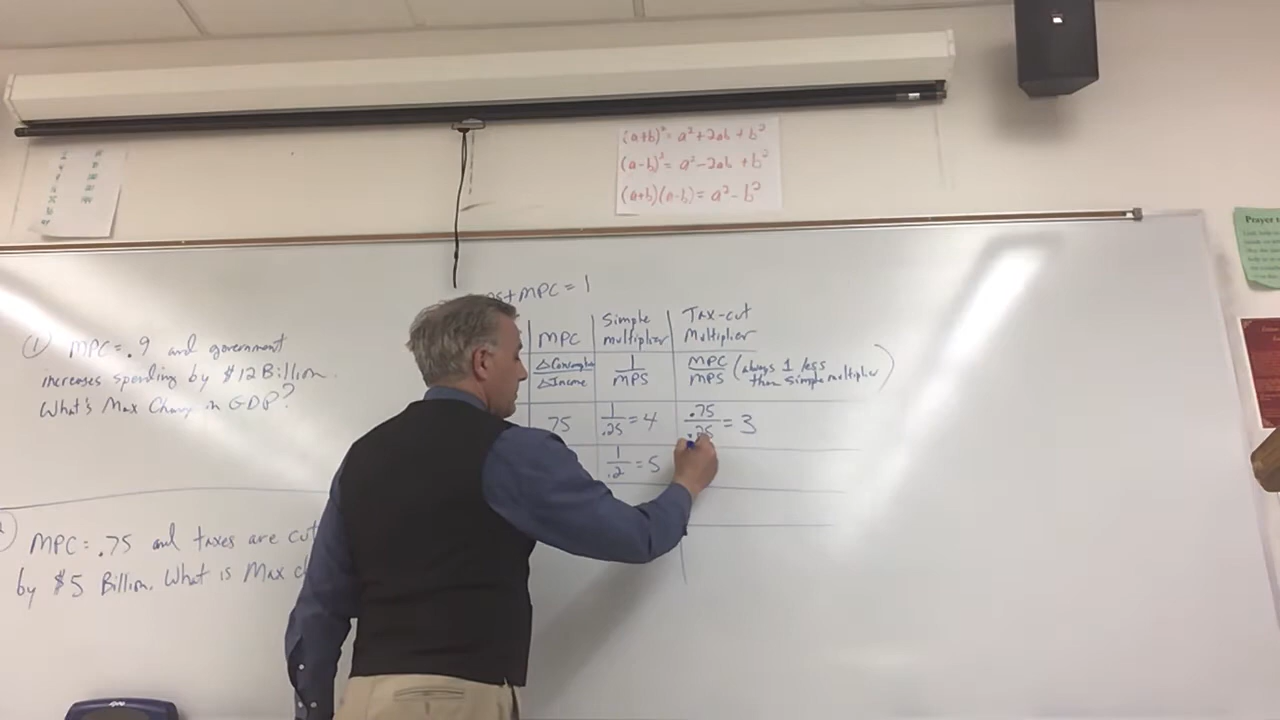 (a+b)² = a² + 2ab + b²
(a-b)² = a² - 2ab + b²
(a+b)(a-b) = a² - b²
Prayer
+ MPC = 1
① MPC = .9 and government
increases spending by $12 Billion.
What's Max Change in GDP?
MPC = .75 and taxes are cut
by $5 Billion. What is Max
MPC
Simple
multiplier
Tax-cut
Multiplier
ΔConsumption
ΔIncome
1
MPS
MPC
MPS
(always 1 less
than simple multiplier)
75
1
.25
= 4
.75
.25
= 3
1
.2
= 5